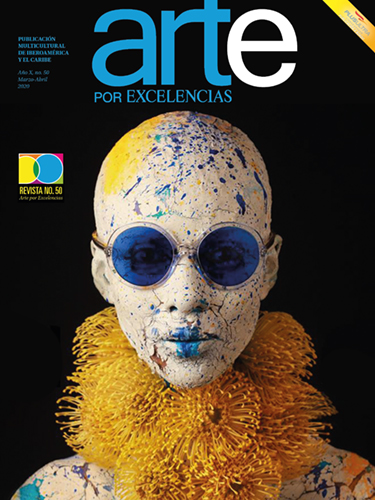 PUBLICACIÓN
MULTICULTURAL
DE IBEROAMÉRICA
Y EL CARIBE
Año X, no. 50
Marzo-Abril
2020
arte
POR EXCELENCIAS
REVISTA NO. 50
Arte por Excelencias